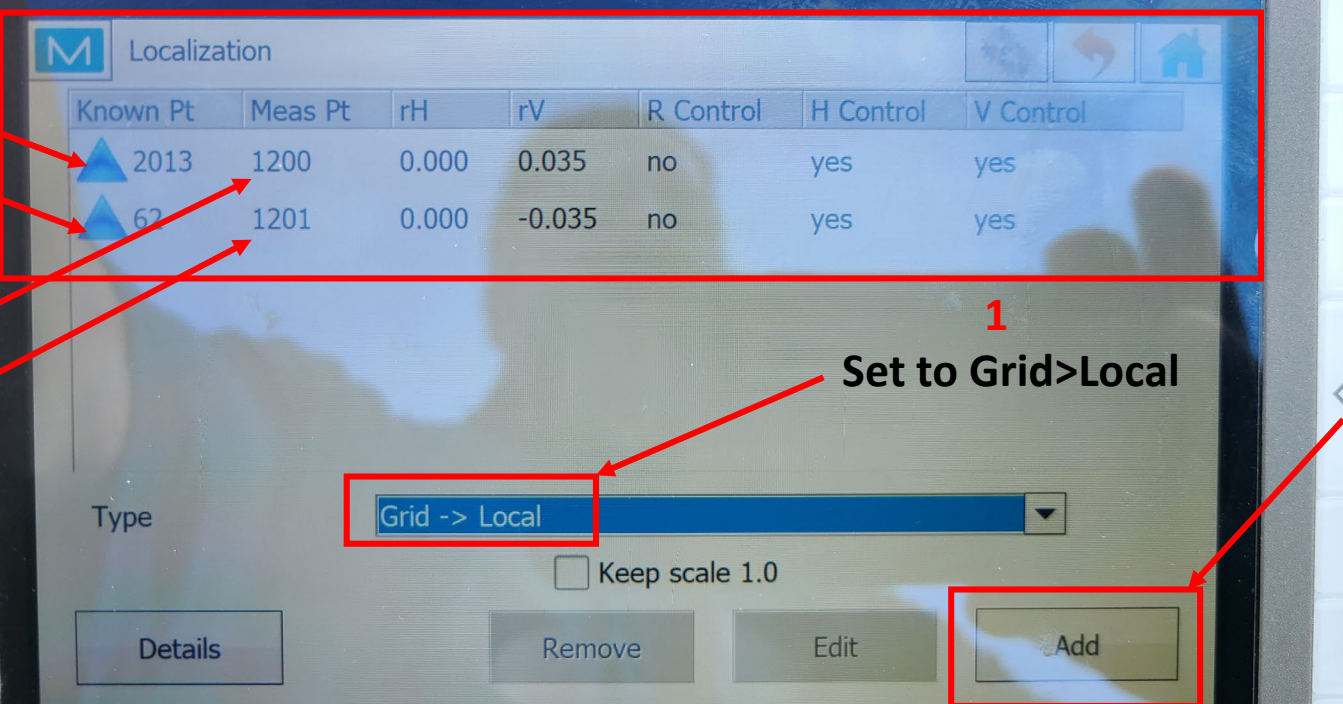 M Localization
Known Pt Meas Pt rH rV R Control H Control V Control
2013 1200 0.000 0.035 no yes yes
62 1201 0.000 -0.035 no yes yes
1
Set to Grid>Local
Type Grid -> Local
Keep scale 1.0
Details Remove Edit Add